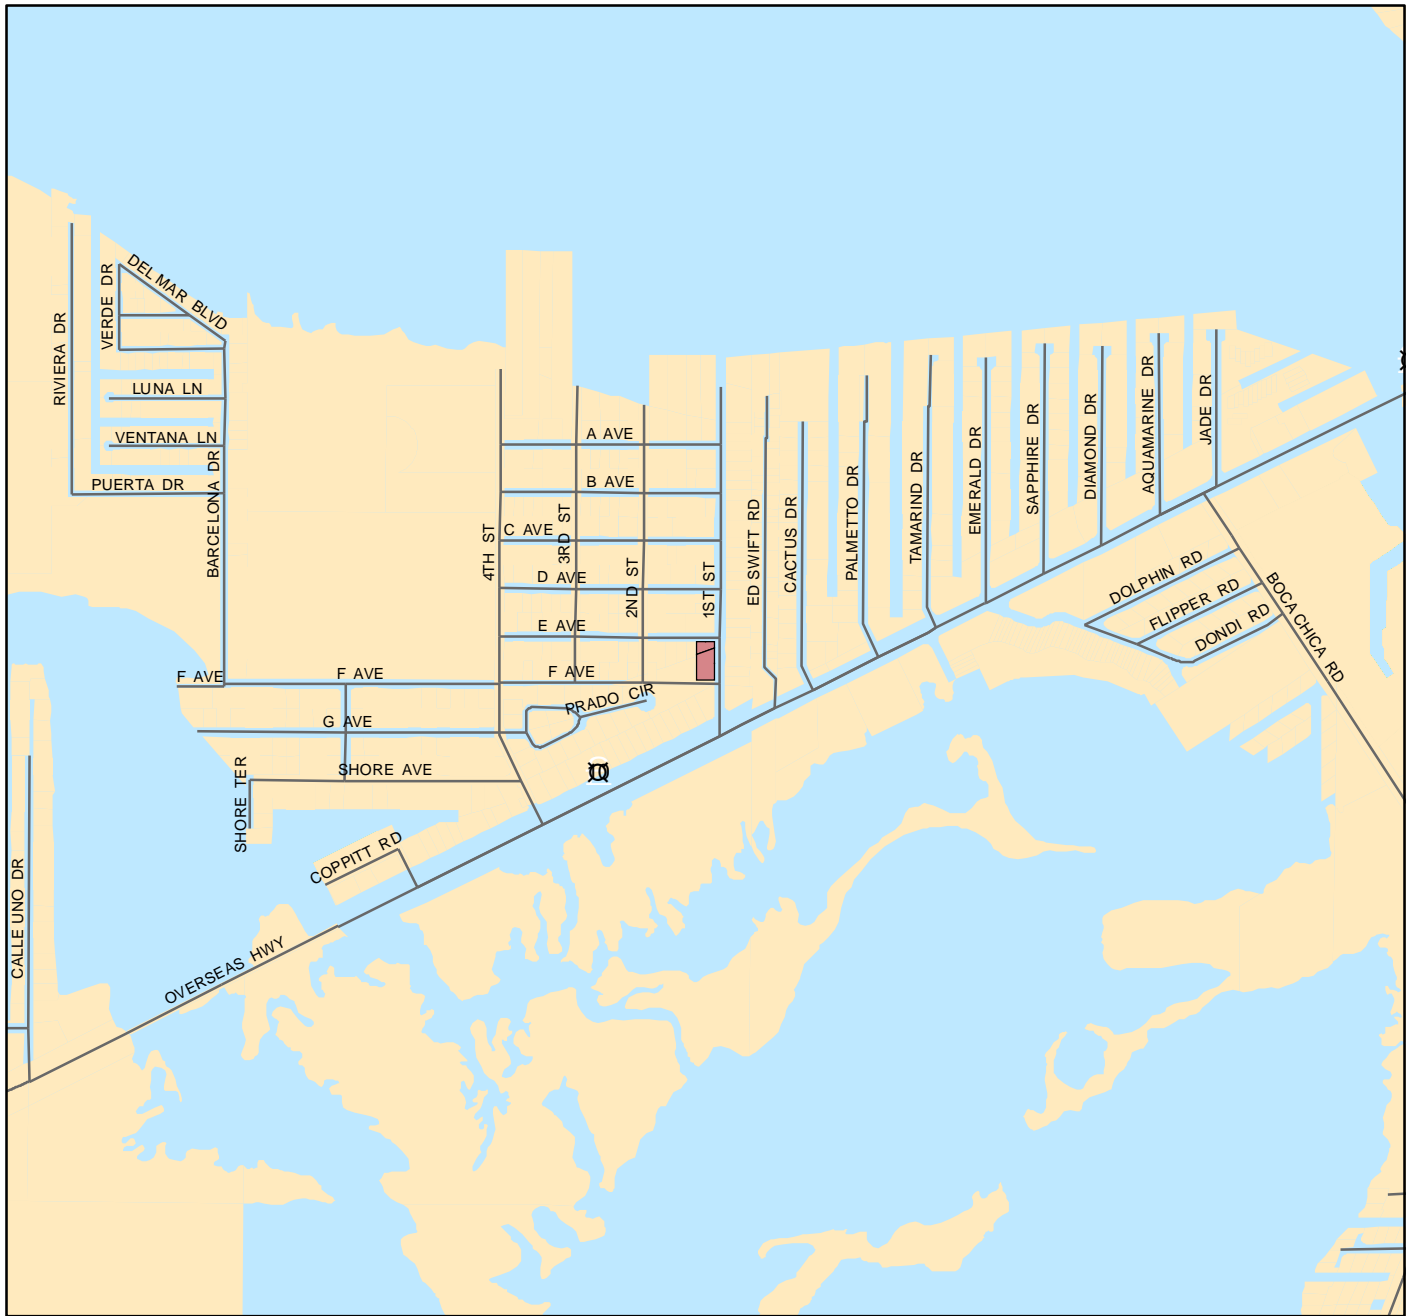 DEL MAR BLVD
VERDE DR
RIVIERA DR
LUNA LN
VENTANA LN
PUERTA DR
BARCELONA DR
A AVE
B AVE
C AVE
D AVE
E AVE
F AVE
F AVE
F AVE
4TH ST
3RD ST
2ND ST
1ST ST
ED SWIFT RD
CACTUS DR
PALMETTO DR
TAMARIND DR
EMERALD DR
SAPPHIRE DR
DIAMOND DR
AQUAMARINE DR
JADE DR
DOLPHIN RD
FLIPPER RD
DONDI RD
BOCA CHICA RD
PRADO CIR
G AVE
SHORE AVE
SHORE TER
COPPITT RD
CALLE UNO DR
OVERSEAS HWY